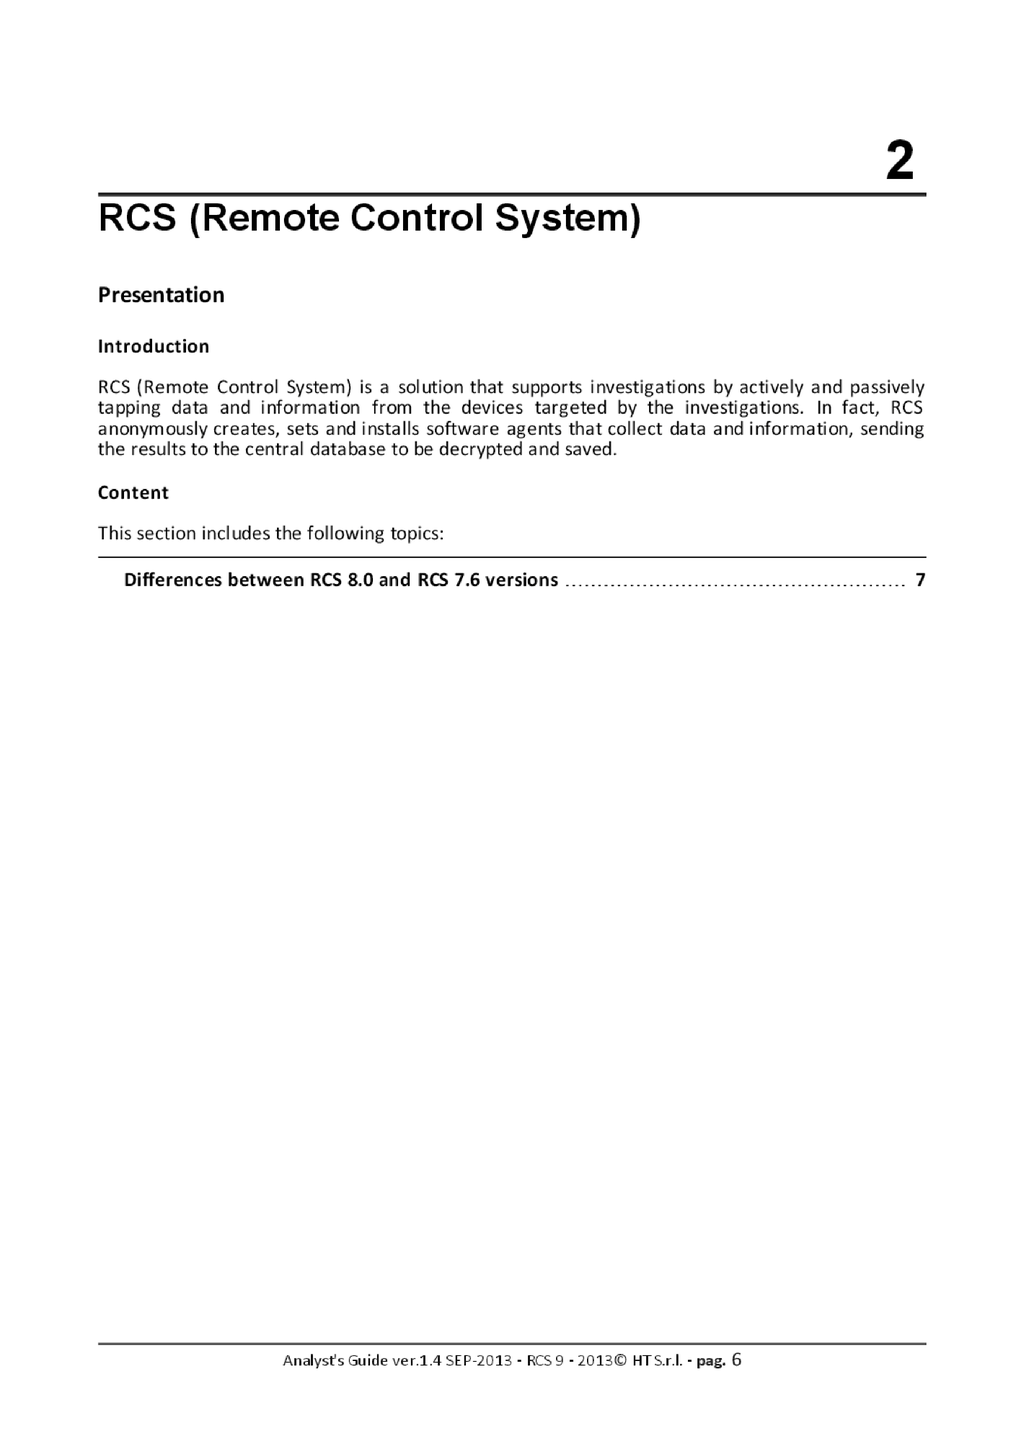 2
RCS (Remote Control System)
Presentation
Introduction
RCS (Remote Control System) is a solution that supports investigations by actively and passively
tapping data and information from the devices targeted by the investigations. In fact, RCS
anonymously creates, sets and installs software agents that collect data and information, sending
the results to the central database to be decrypted and saved.
Content
This section includes the following topics:
Differences between RCS 8.0 and RCS 7.6 versions .................................................... 7
Analyst's Guide ver.1.4 SEP-2013 - RCS 9 - 2013© HT S.r.l. - pag. 6